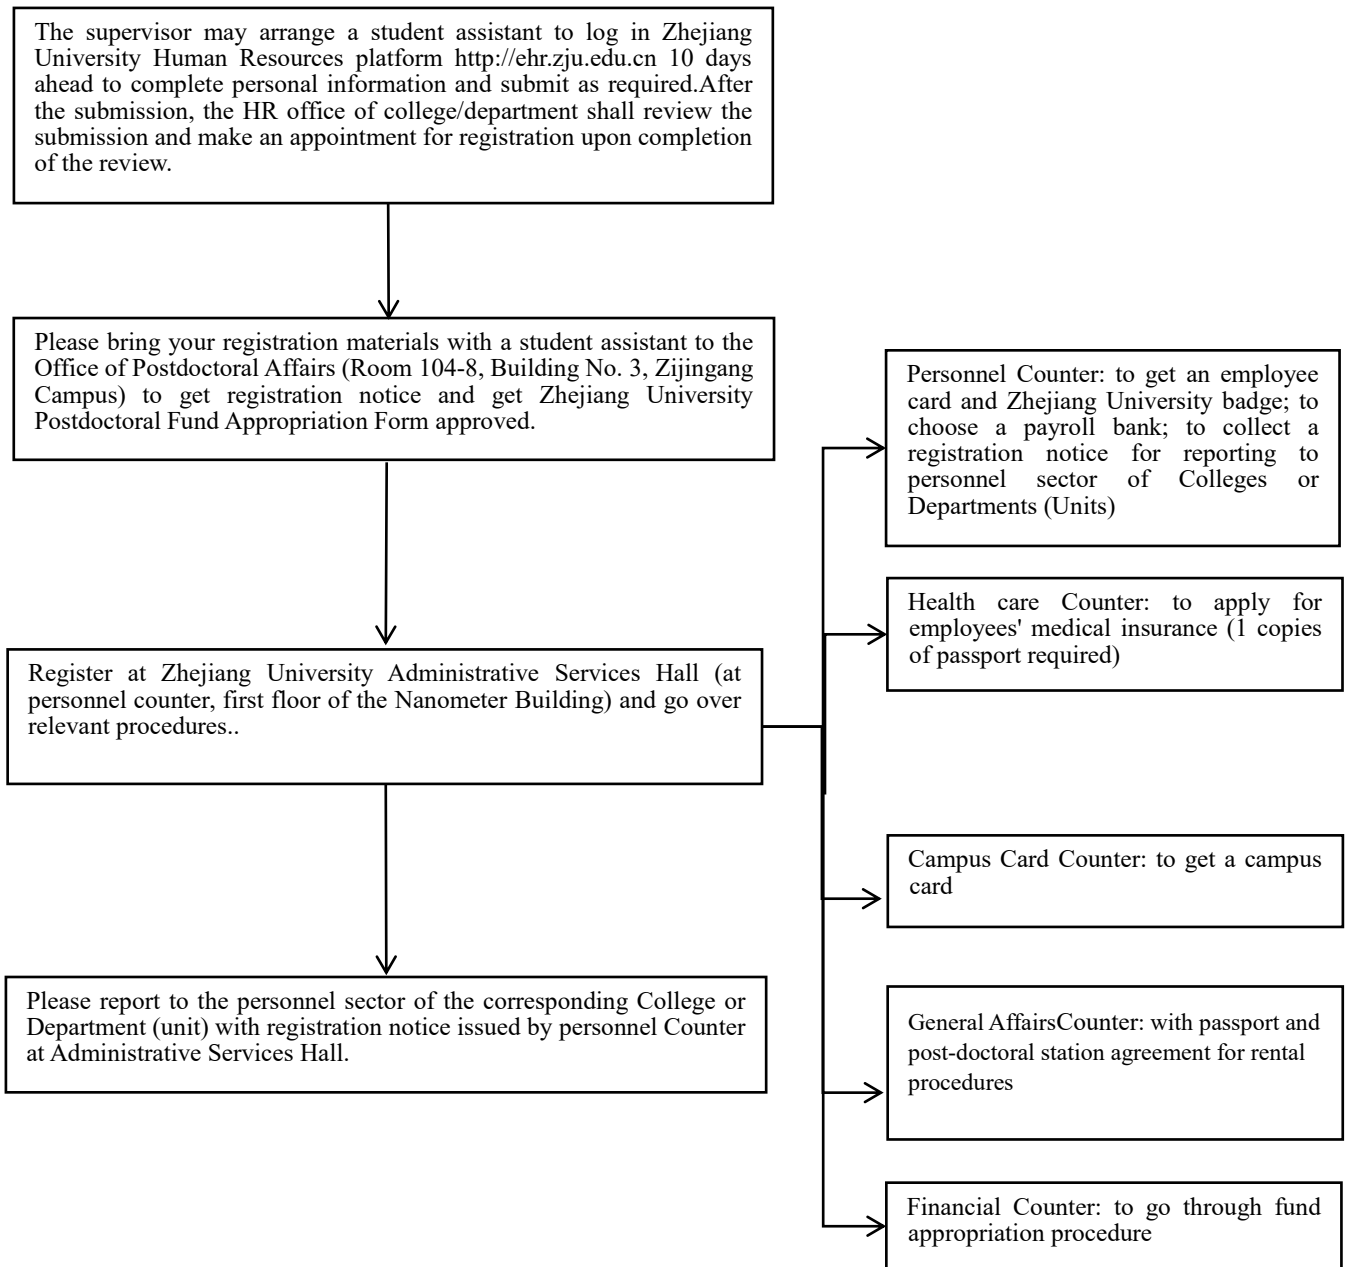 The supervisor may arrange a student assistant to log in Zhejiang
University Human Resources platform http://ehr.zju.edu.cn 10 days
ahead to complete personal information and submit as required.After
the submission, the HR office of college/department shall review the
submission and make an appointment for registration upon completion
of the review.
Please bring your registration materials with a student assistant to the
Office of Postdoctoral Affairs (Room 104-8, Building No. 3, Zijingang
Campus) to get registration notice and get Zhejiang University
Postdoctoral Fund Appropriation Form approved.
Register at Zhejiang University Administrative Services Hall (at
personnel counter, first floor of the Nanometer Building) and go over
relevant procedures..
Please report to the personnel sector of the corresponding College or
Department (unit) with registration notice issued by personnel Counter
at Administrative Services Hall.
Personnel Counter: to get an employee
card and Zhejiang University badge; to
choose a payroll bank; to collect a
registration notice for reporting to
personnel sector of Colleges or
Departments (Units)
Health care Counter: to apply for
employees' medical insurance (1 copies
of passport required)
Campus Card Counter: to get a campus
card
General AffairsCounter: with passport and
post-doctoral station agreement for rental
procedures
Financial Counter: to go through fund
appropriation procedure